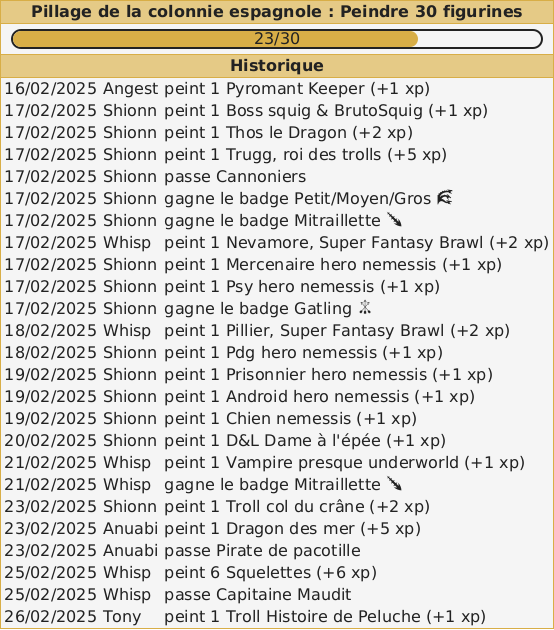 Pillage de la colonnie espagnole : Peindre 30 figurines
23/30
Historique
16/02/2025 Angest peint 1 Pyromant Keeper (+1 xp)
17/02/2025 Shionn peint 1 Boss squig & BrutoSquig (+1 xp)
17/02/2025 Shionn peint 1 Thos le Dragon (+2 xp)
17/02/2025 Shionn peint 1 Trugg, roi des trolls (+5 xp)
17/02/2025 Shionn passe Cannoniers
17/02/2025 Shionn gagne le badge Petit/Moyen/Gros
17/02/2025 Shionn gagne le badge Mitraillette
17/02/2025 Whisp peint 1 Nevamore, Super Fantasy Brawl (+2 xp)
17/02/2025 Shionn peint 1 Mercenaire hero nemessis (+1 xp)
17/02/2025 Shionn peint 1 Psy hero nemessis (+1 xp)
17/02/2025 Shionn gagne le badge Gatling
18/02/2025 Whisp peint 1 Pillier, Super Fantasy Brawl (+2 xp)
18/02/2025 Shionn peint 1 Pdg hero nemessis (+1 xp)
19/02/2025 Shionn peint 1 Prisonnier hero nemessis (+1 xp)
19/02/2025 Shionn peint 1 Android hero nemessis (+1 xp)
19/02/2025 Shionn peint 1 Chien nemessis (+1 xp)
20/02/2025 Shionn peint 1 D&L Dame à l'épée (+1 xp)
21/02/2025 Whisp peint 1 Vampire presque underworld (+1 xp)
21/02/2025 Whisp gagne le badge Mitraillette
23/02/2025 Shionn peint 1 Troll col du crâne (+2 xp)
23/02/2025 Anuabi peint 1 Dragon des mer (+5 xp)
23/02/2025 Anuabi passe Pirate de pacotille
25/02/2025 Whisp peint 6 Squelettes (+6 xp)
25/02/2025 Whisp passe Capitaine Maudit
26/02/2025 Tony peint 1 Troll Histoire de Peluche (+1 xp)